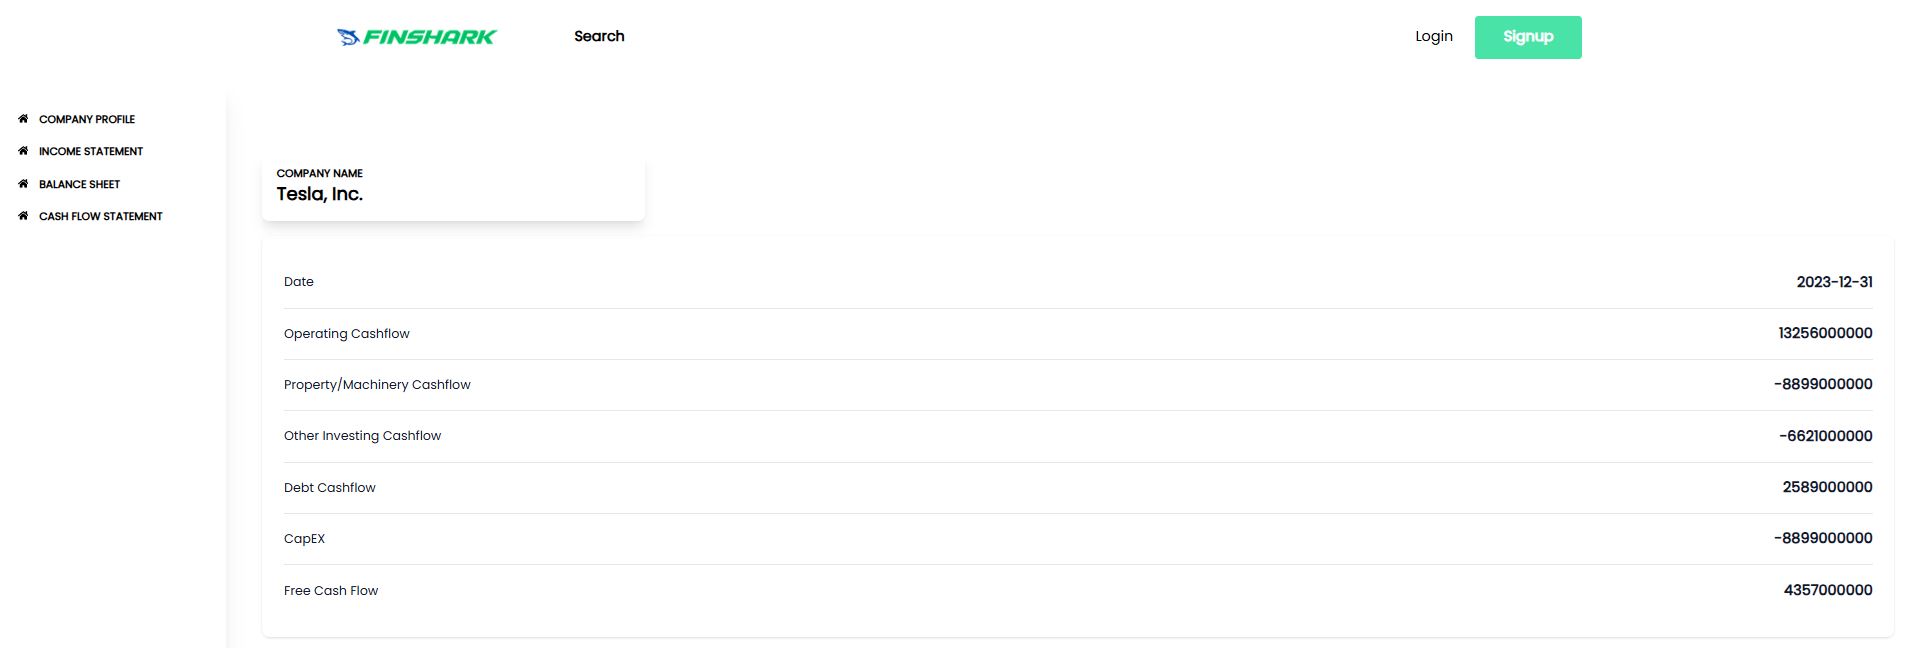 FINSHARK
Search
Login
Signup
COMPANY PROFILE
INCOME STATEMENT
BALANCE SHEET
CASH FLOW STATEMENT
COMPANY NAME
Tesla, Inc.
Date 2023-12-31
Operating Cashflow 13256000000
Property/Machinery Cashflow -8899000000
Other Investing Cashflow -6621000000
Debt Cashflow 2589000000
CapEX -8899000000
Free Cash Flow 4357000000